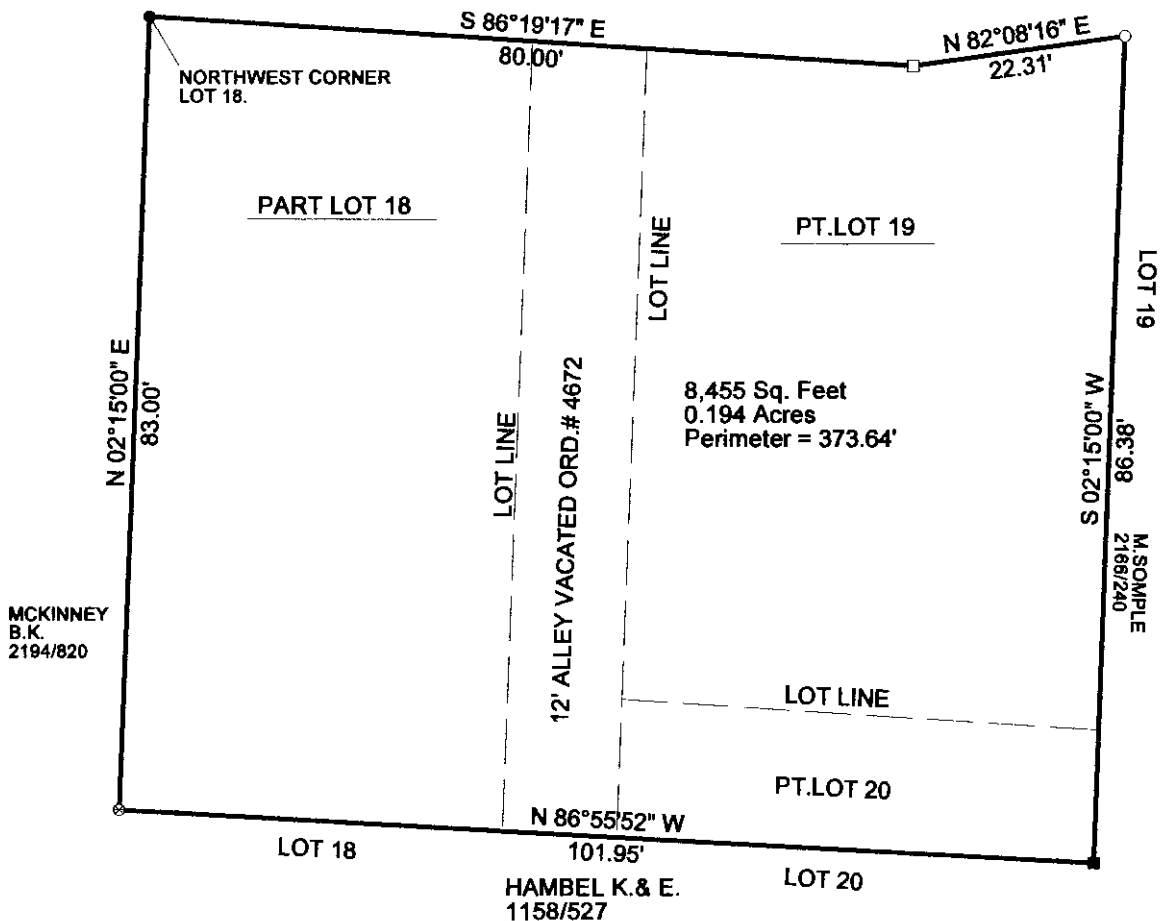 S 86°19'17" E
80.00'
N 82°08'16" E
22.31'
NORTHWEST CORNER
LOT 18.
PART LOT 18
PT.LOT 19
LOT LINE
LOT 19
N 02°15'00" E
83.00'
LOT LINE
12' ALLEY VACATED ORD.# 4672
8,455 Sq. Feet
0.194 Acres
Perimeter = 373.64'
S 02°15'00" W
86.38'
M.SOMPLE
2166/240
MCKINNEY
B.K.
2194/820
LOT LINE
PT.LOT 20
N 86°55'52" W
101.95'
LOT 18
LOT 20
HAMBEL K.& E.
1158/527